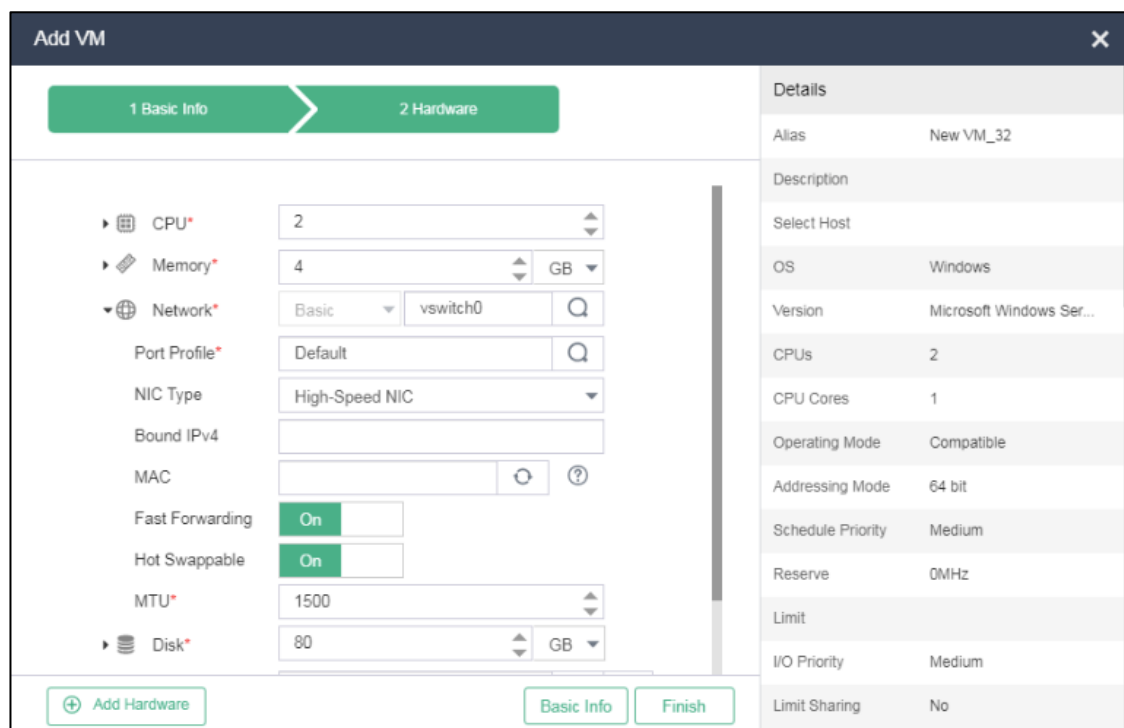 Add VM
1 Basic Info
2 Hardware
CPU* 2
Memory* 4 GB
Network* Basic vswitch0
Port Profile* Default
NIC Type High-Speed NIC
Bound IPv4
MAC
Fast Forwarding On
Hot Swappable On
MTU* 1500
Disk* 80 GB
Add Hardware
Basic Info
Finish
Details
Alias New VM_32
Description
Select Host
OS Windows
Version Microsoft Windows Ser...
CPUs 2
CPU Cores 1
Operating Mode Compatible
Addressing Mode 64 bit
Schedule Priority Medium
Reserve 0MHz
Limit
I/O Priority Medium
Limit Sharing No